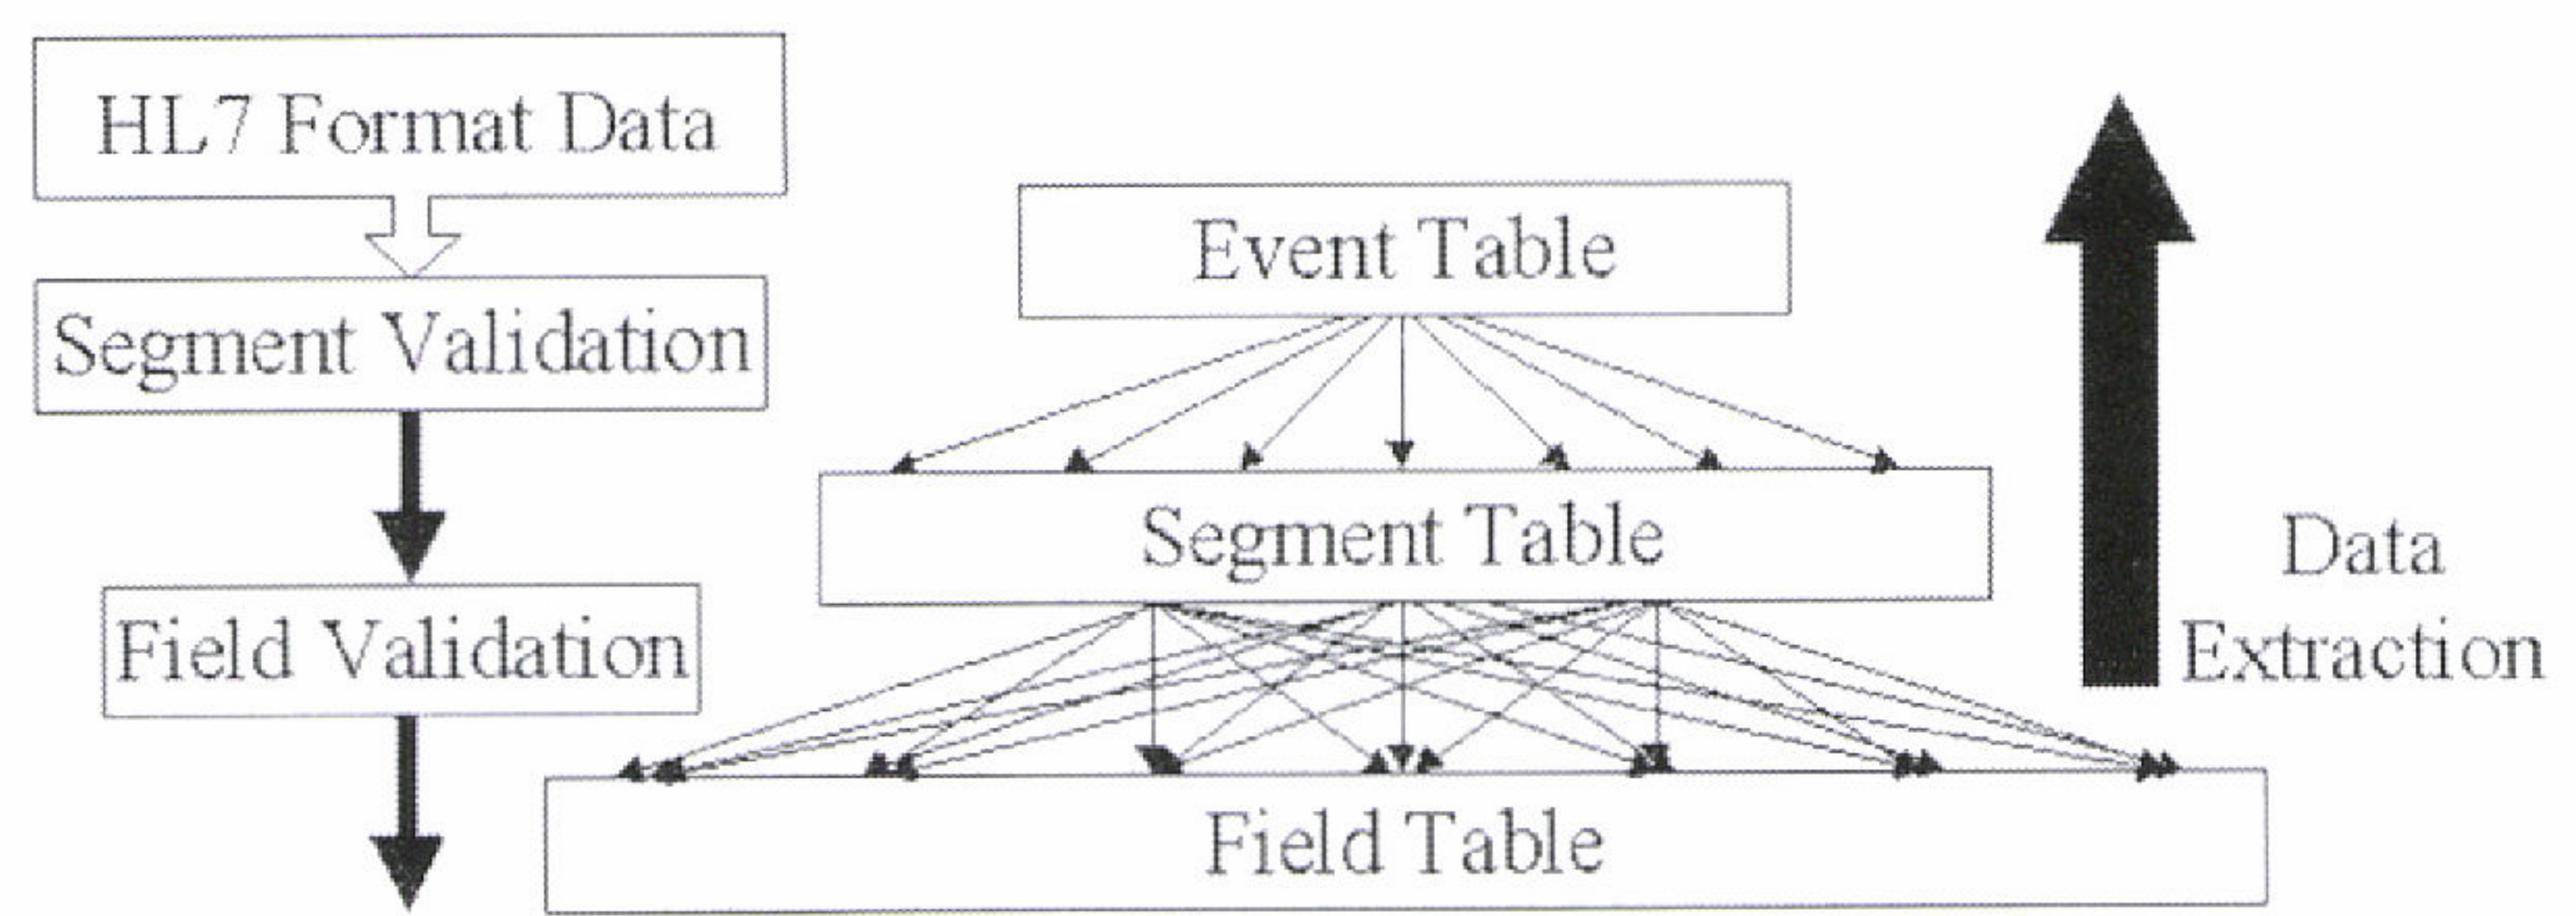 HL7 Format Data
Segment Validation
Field Validation
Event Table
Segment Table
Field Table
Data
Extraction